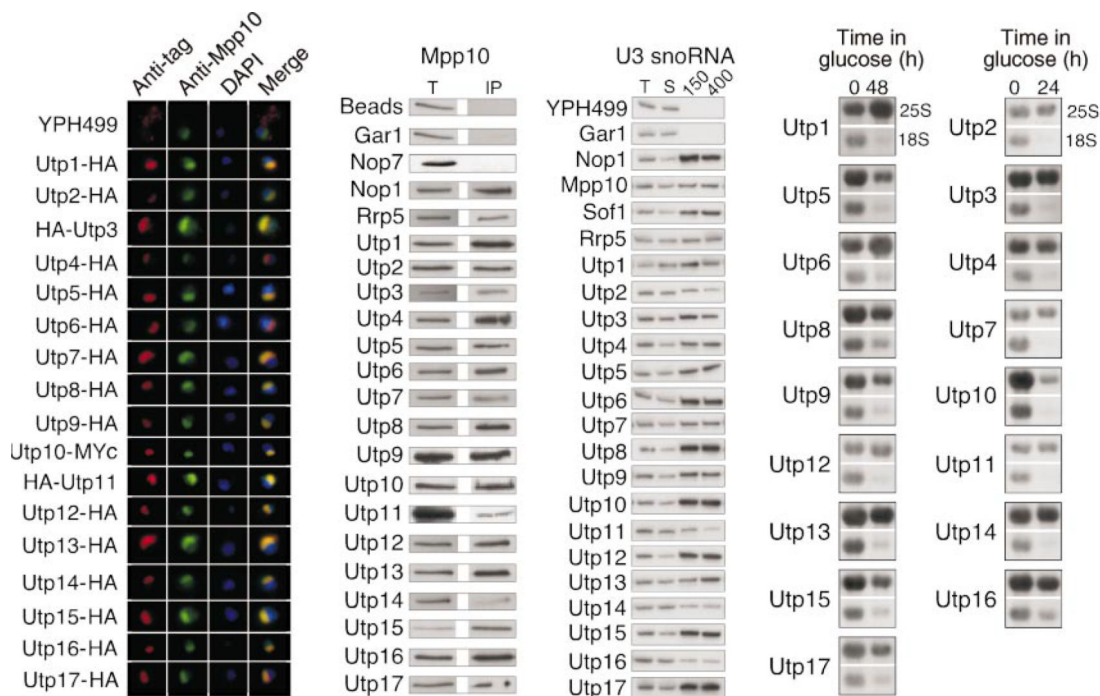 Anti-tag Anti-Mpp10 DAPI Merge
YPH499
Utp1-HA
Utp2-HA
HA-Utp3
Utp4-HA
Utp5-HA
Utp6-HA
Utp7-HA
Utp8-HA
Utp9-HA
Utp10-MYc
HA-Utp11
Utp12-HA
Utp13-HA
Utp14-HA
Utp15-HA
Utp16-HA
Utp17-HA
Mpp10
T IP
Beads
Gar1
Nop7
Nop1
Rrp5
Utp1
Utp2
Utp3
Utp4
Utp5
Utp6
Utp7
Utp8
Utp9
Utp10
Utp11
Utp12
Utp13
Utp14
Utp15
Utp16
Utp17
U3 snoRNA
T S 150 400
YPH499
Gar1
Nop1
Mpp10
Sof1
Rrp5
Utp1
Utp2
Utp3
Utp4
Utp5
Utp6
Utp7
Utp8
Utp9
Utp10
Utp11
Utp12
Utp13
Utp14
Utp15
Utp16
Utp17
Time in
glucose (h)
0 48
Utp1
25S
18S
Utp5
Utp6
Utp8
Utp9
Utp12
Utp13
Utp15
Utp17
Time in
glucose (h)
0 24
Utp2
25S
18S
Utp3
Utp4
Utp7
Utp10
Utp11
Utp14
Utp16